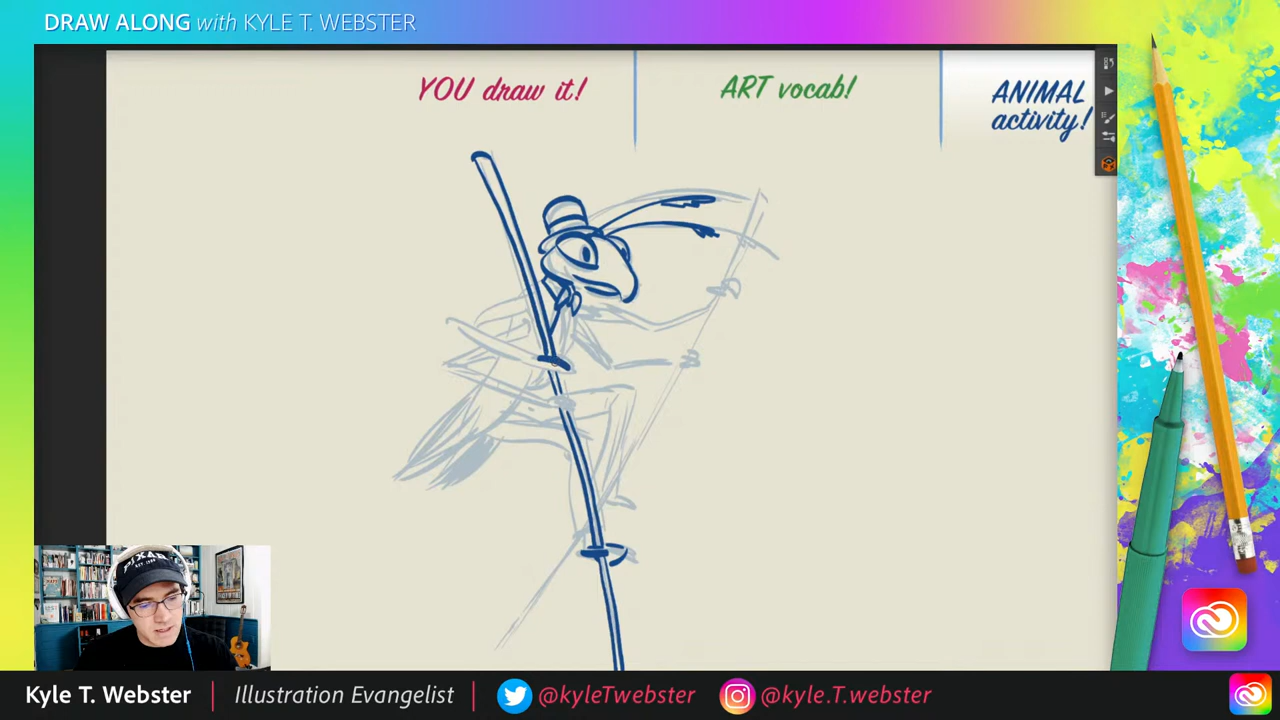 DRAW ALONG with KYLE T. WEBSTER
YOU draw it!
ART vocab!
ANIMAL
activity!
PIXAR
Kyle T. Webster | Illustration Evangelist | @kyleTwebster @kyle.T.webster